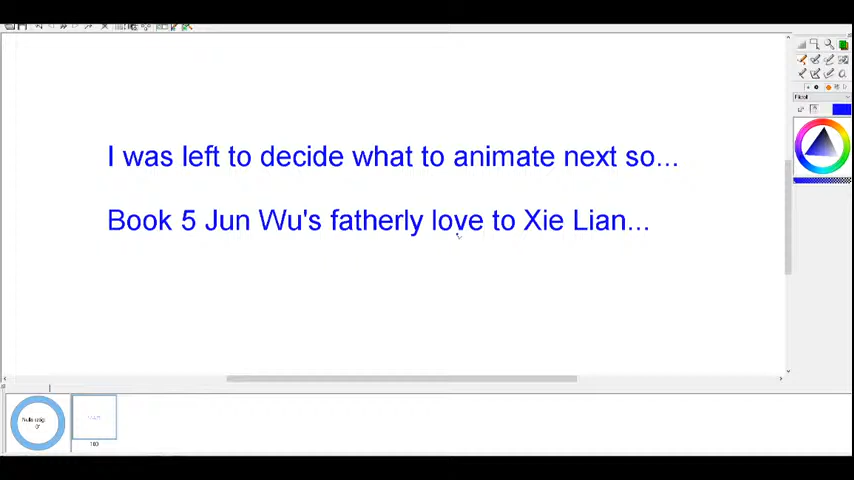 I was left to decide what to animate next so...
Book 5 Jun Wu's fatherly love to Xie Lian...